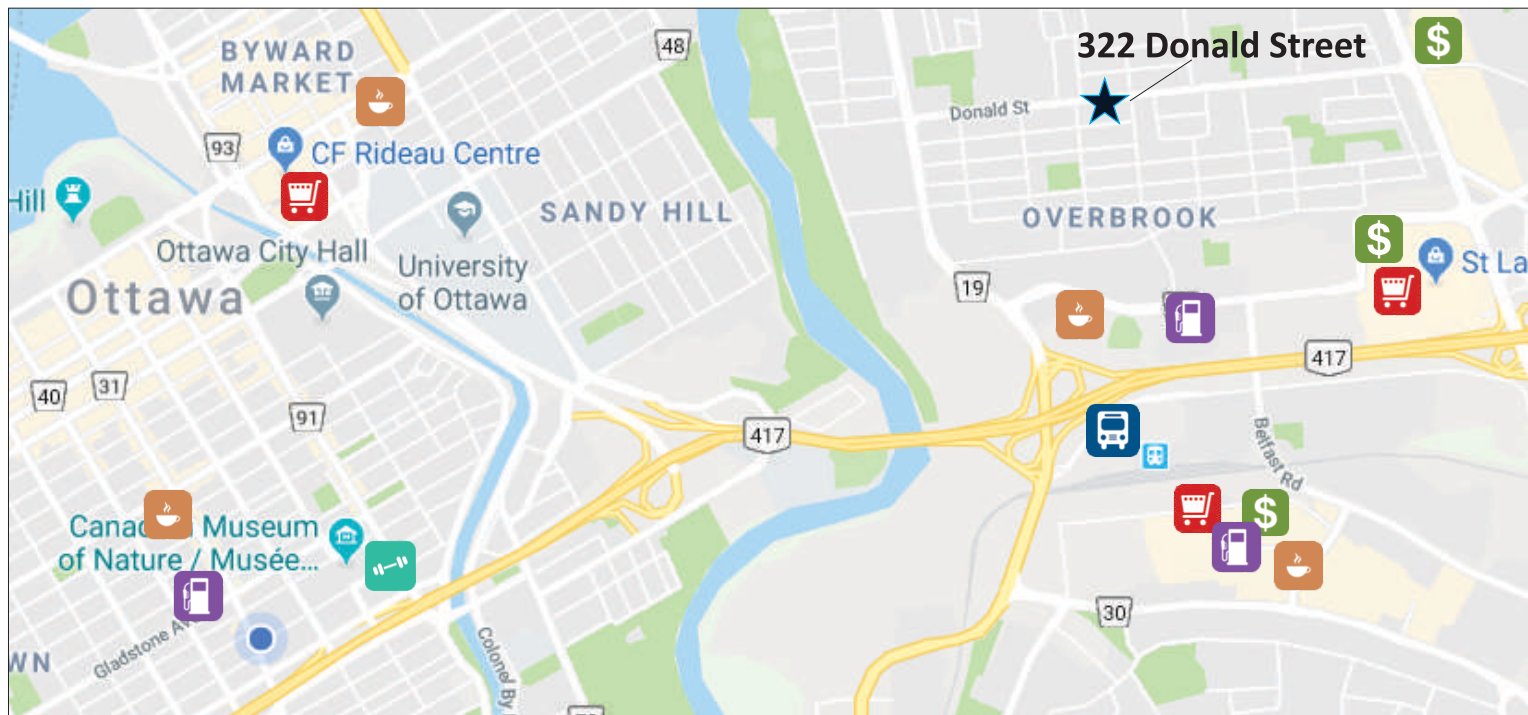 BYWARD
MARKET
48
322 Donald Street
$
Donald St
93
CF Rideau Centre
Hill
SANDY HILL
OVERBROOK
Ottawa City Hall
University
of Ottawa
$
St La
Ottawa
19
417
40
31
91
417
Belfast Rd
Canad Museum
of Nature / Musée...
$
30
Gladstone Av
WN
Colonel By